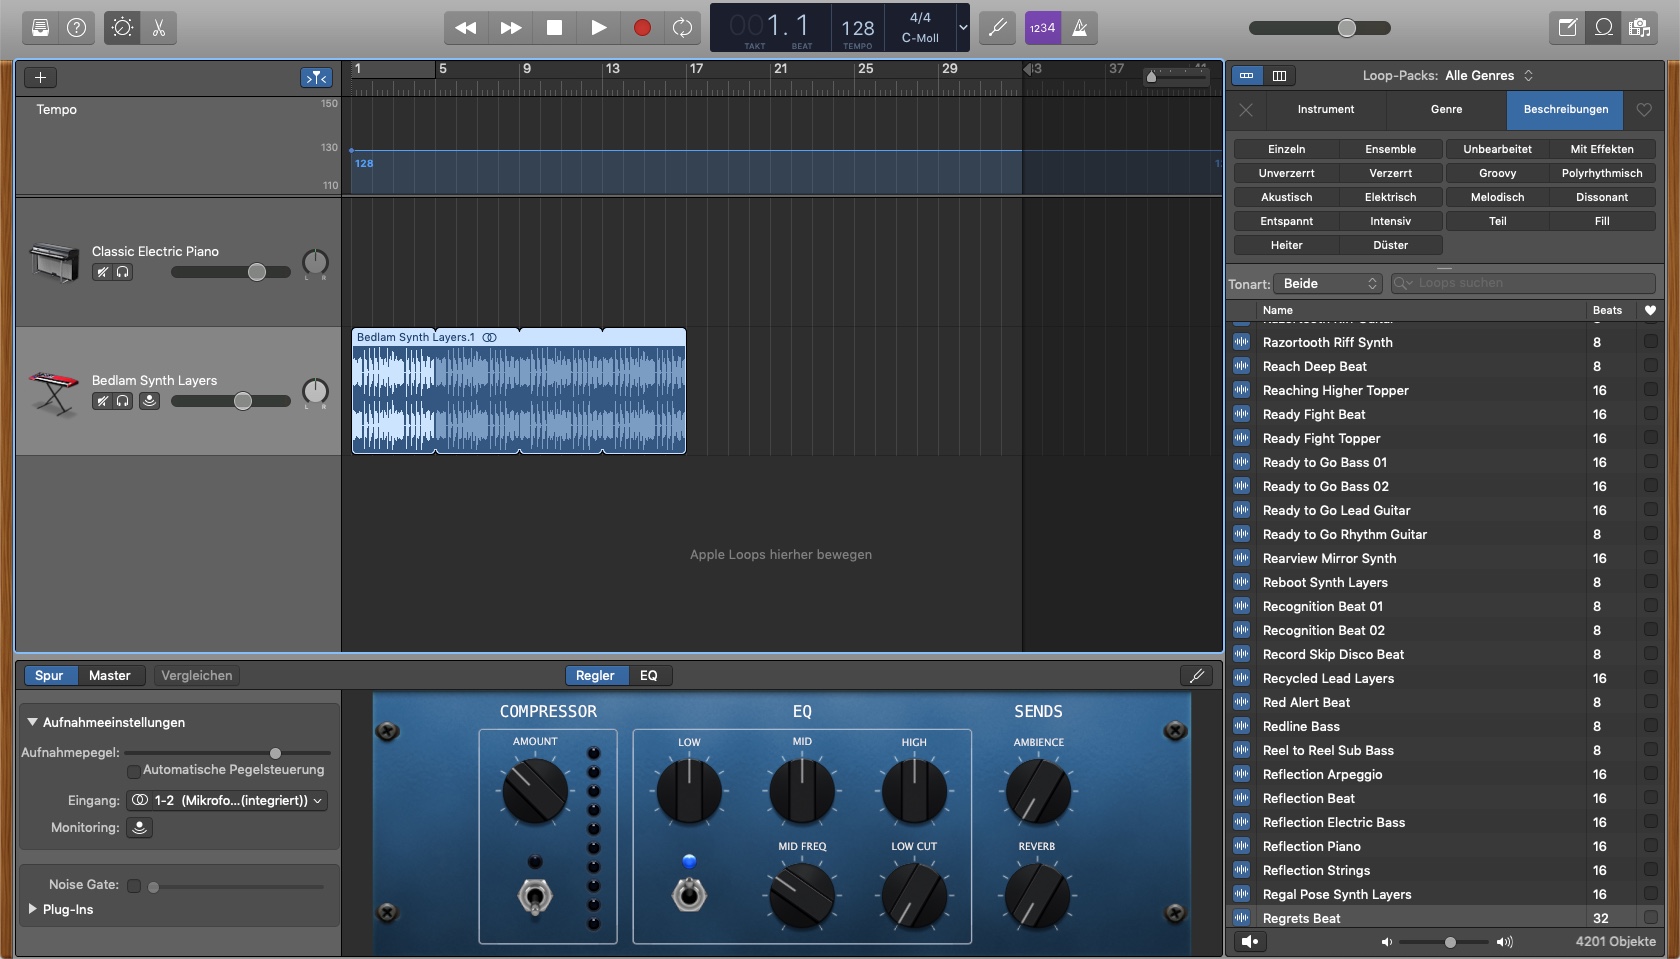 001.1
TAKT BEAT
128
TEMPO
4/4
C-Moll
1234
1 5 9 13 17 21 25 29 33 37 41
Tempo
150
130
110
128
Classic Electric Piano
L R
Bedlam Synth Layers
L R
Bedlam Synth Layers.1
Apple Loops hierher bewegen
Loop-Packs: Alle Genres
Instrument Genre Beschreibungen
Einzeln Ensemble Unbearbeitet Mit Effekten
Unverzerrt Verzerrt Groovy Polyrhythmisch
Akustisch Elektrisch Melodisch Dissonant
Entspannt Intensiv Teil Fill
Heiter Düster
Tonart: Beide Loops suchen
Name Beats
Razortooth Riff Guitar 8
Razortooth Riff Synth 8
Reach Deep Beat 8
Reaching Higher Topper 16
Ready Fight Beat 16
Ready Fight Topper 16
Ready to Go Bass 01 16
Ready to Go Bass 02 16
Ready to Go Lead Guitar 16
Ready to Go Rhythm Guitar 8
Rearview Mirror Synth 16
Reboot Synth Layers 8
Recognition Beat 01 8
Recognition Beat 02 8
Record Skip Disco Beat 8
Recycled Lead Layers 16
Red Alert Beat 8
Redline Bass 8
Reel to Reel Sub Bass 8
Reflection Arpeggio 16
Reflection Beat 16
Reflection Electric Bass 16
Reflection Piano 16
Reflection Strings 16
Regal Pose Synth Layers 16
Regrets Beat 32
4201 Objekte
Spur Master Vergleichen
Regler EQ
Aufnahmeeinstellungen
Aufnahmepegel:
Automatische Pegelsteuerung
Eingang: 1-2 (Mikrofo...(integriert))
Monitoring:
Noise Gate:
Plug-Ins
COMPRESSOR EQ SENDS
AMOUNT LOW MID HIGH AMBIENCE
MID FREQ LOW CUT REVERB